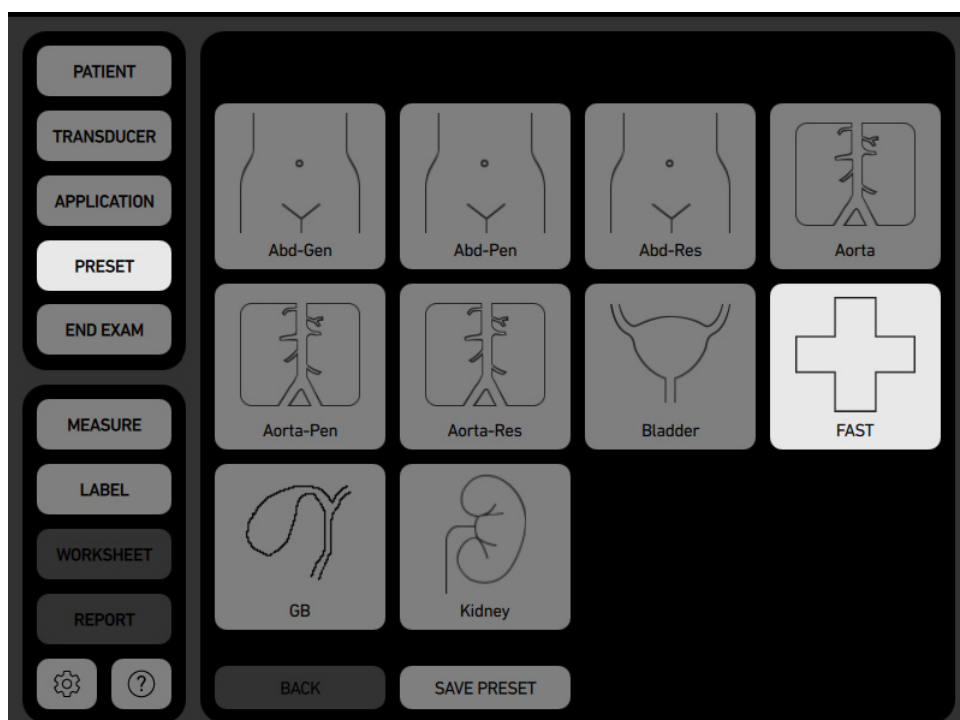 PATIENT
TRANSDUCER
APPLICATION
PRESET
END EXAM
MEASURE
LABEL
WORKSHEET
REPORT
?
Abd-Gen
Abd-Pen
Abd-Res
Aorta
Aorta-Pen
Aorta-Res
Bladder
FAST
GB
Kidney
BACK
SAVE PRESET